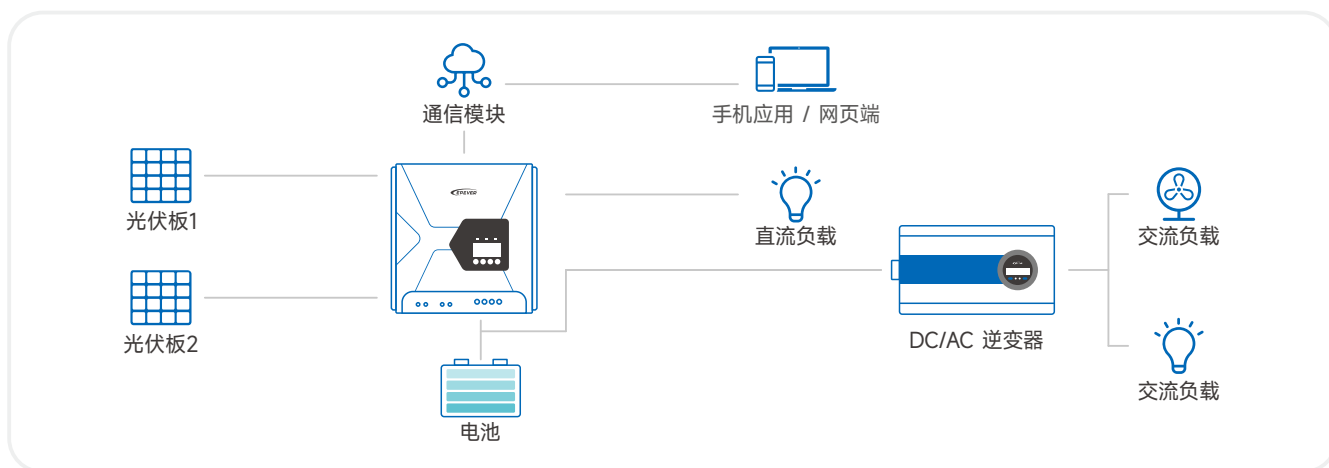 通信模块
手机应用 / 网页端
EPEVER
光伏板1
直流负载
交流负载
光伏板2
DC/AC 逆变器
交流负载
电池